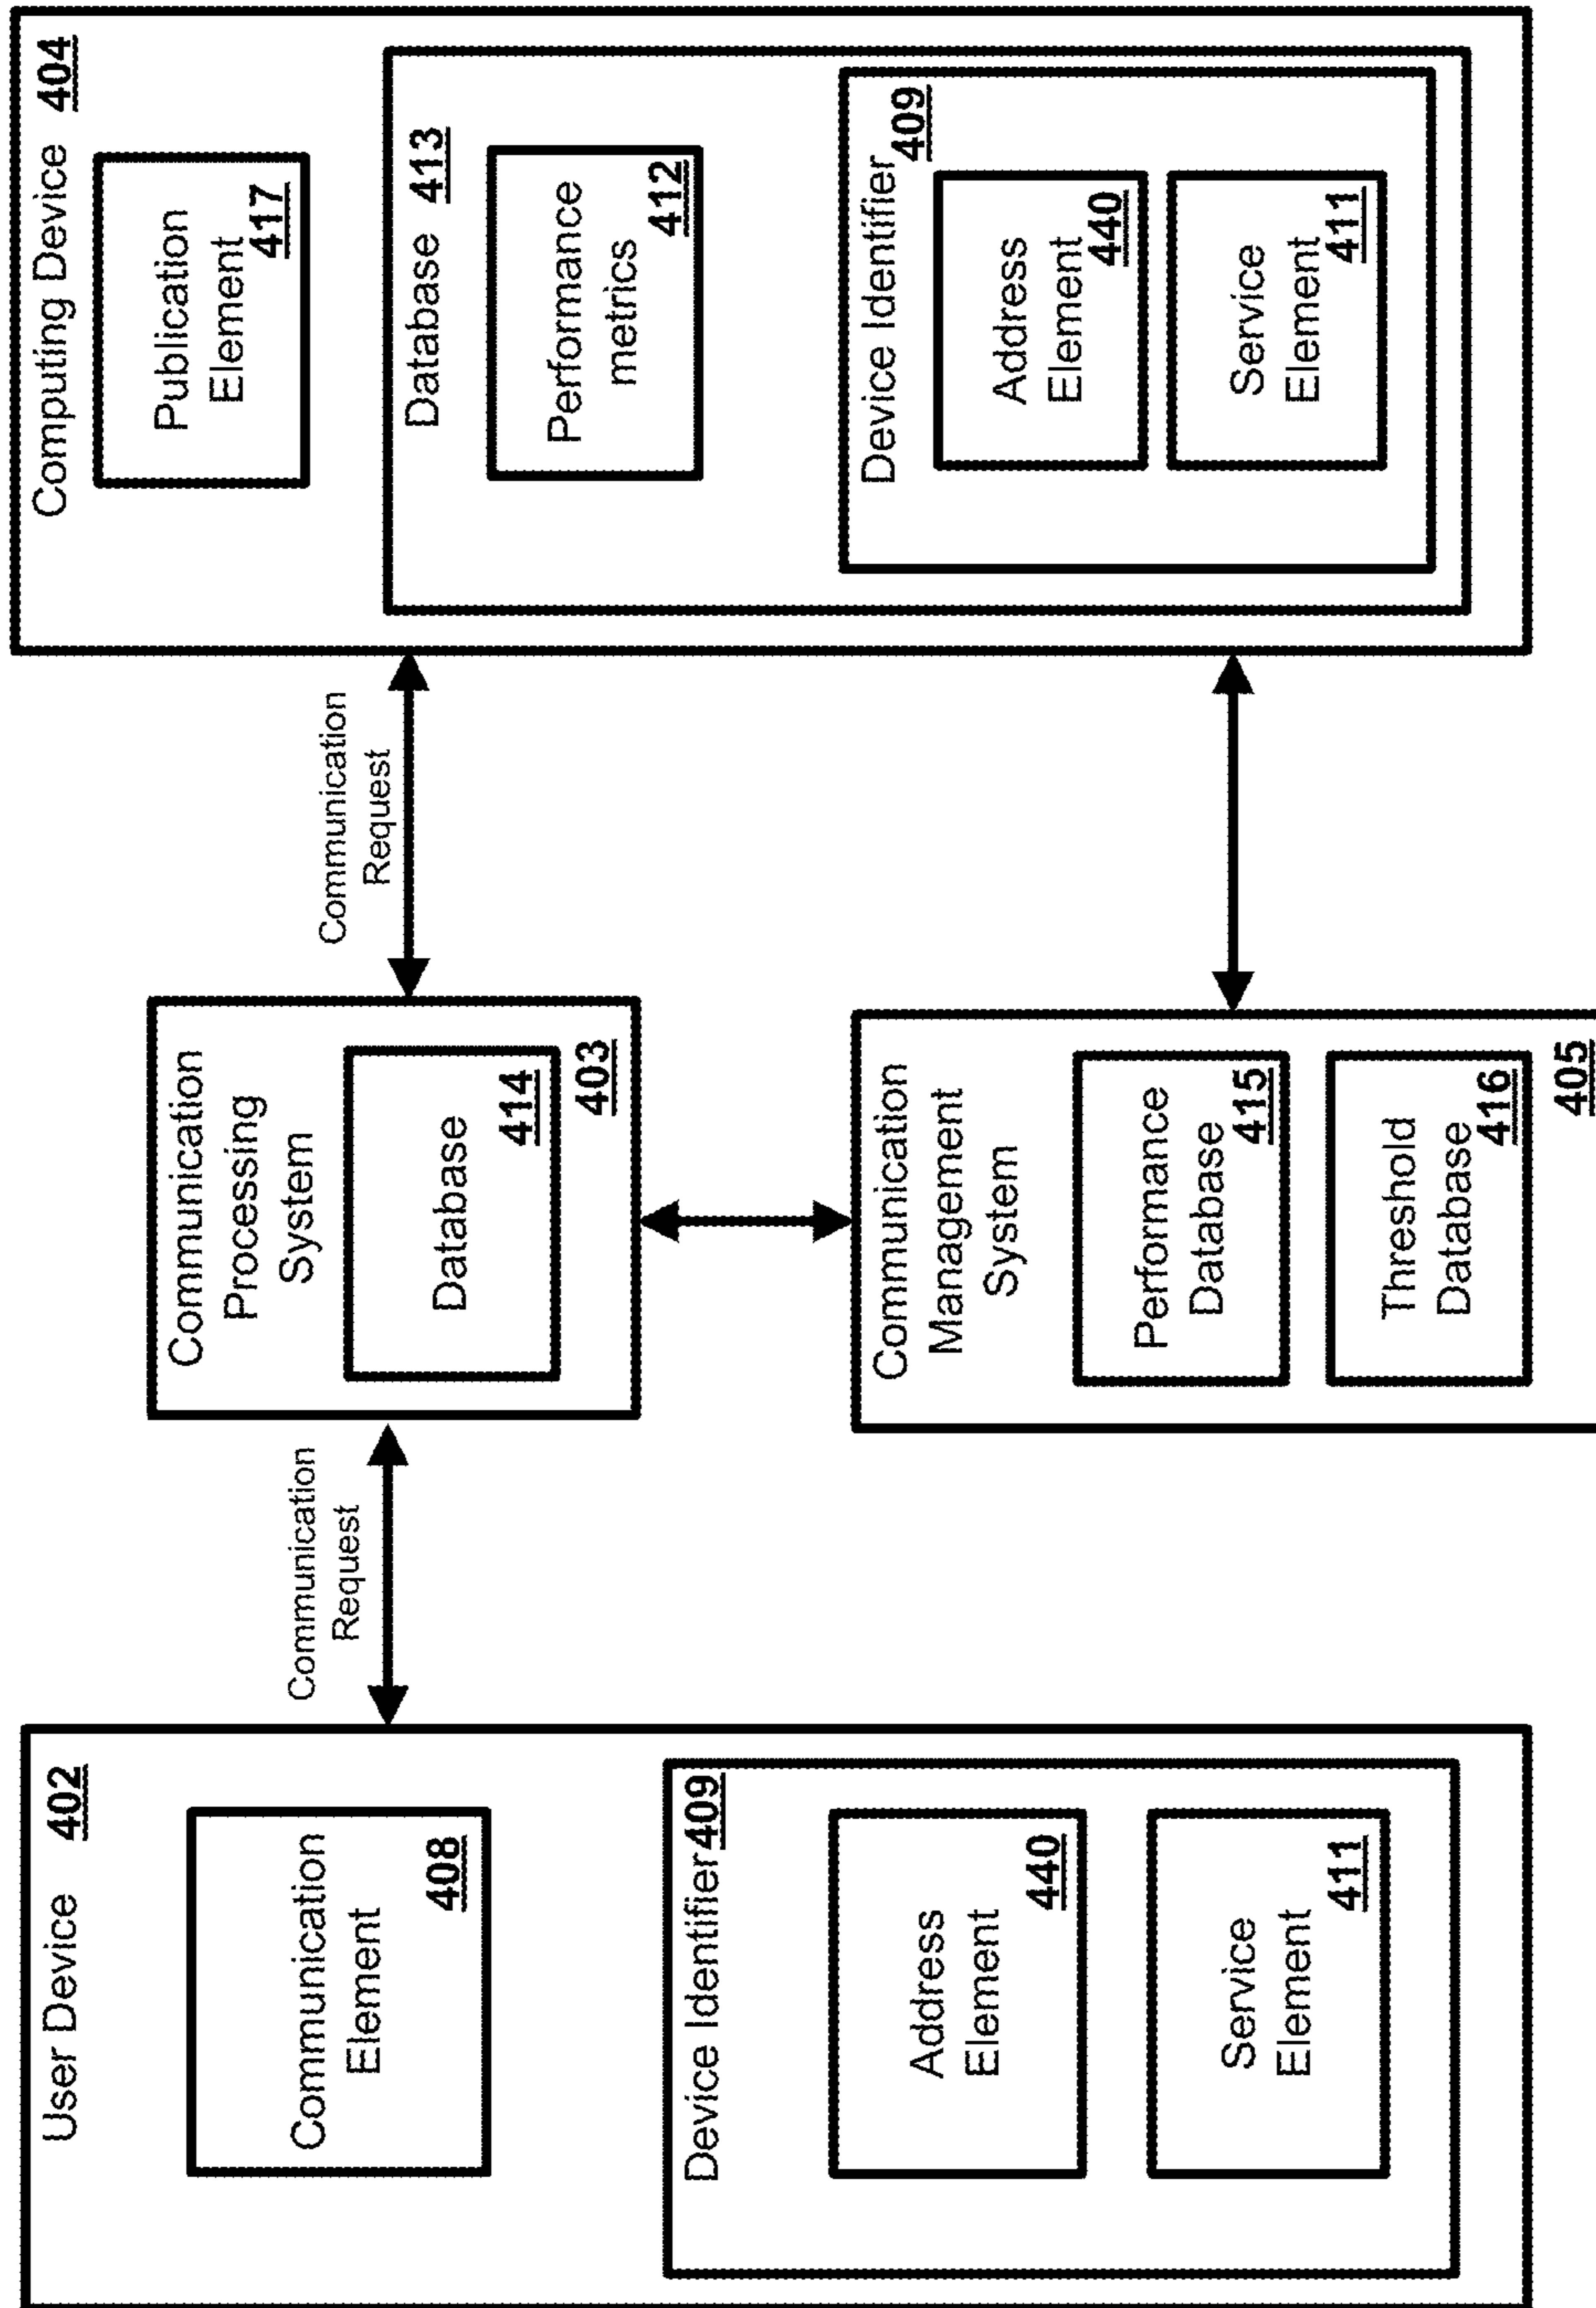 User Device 402
Communication
Element
408
Device Identifier 409
Address
Element
440
Service
Element
411
Communication
Request
Communication
Processing
System
Database
414
403
Communication
Management
System
Performance
Database
415
Threshold
Database
416
405
Communication
Request
Computing Device 404
Publication
Element
417
Database 413
Performance
metrics
412
Device Identifier
409
Address
Element
440
Service
Element
411